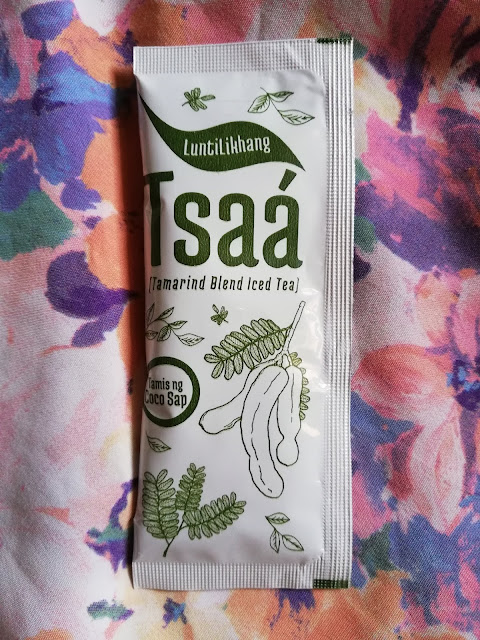 LuntiLikhang
Tsaá
(Tamarind Blend Iced Tea)
Tamis ng
Coco Sap